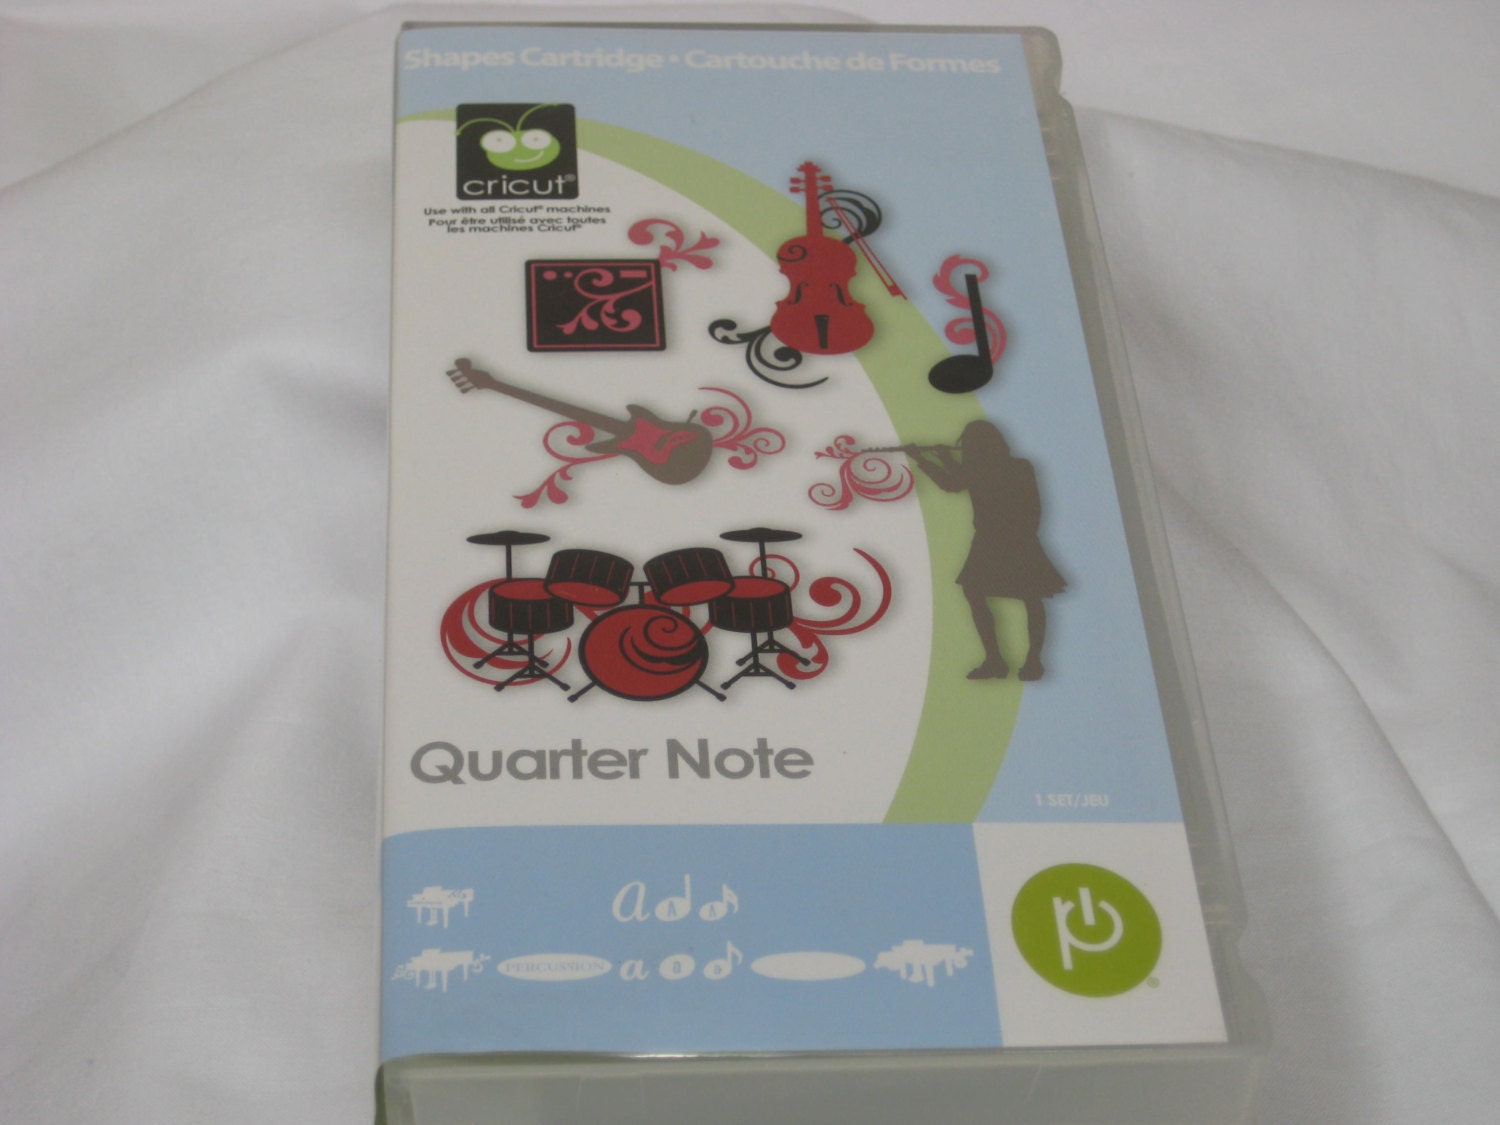 Shapes Cartridge • Cartouche de Formes
cricut®
Use with all Cricut® machines
Pour être utilisé avec toutes
les machines Cricut®
Quarter Note
1 SET/JEU
a A A
PERCUSSION a a a
®